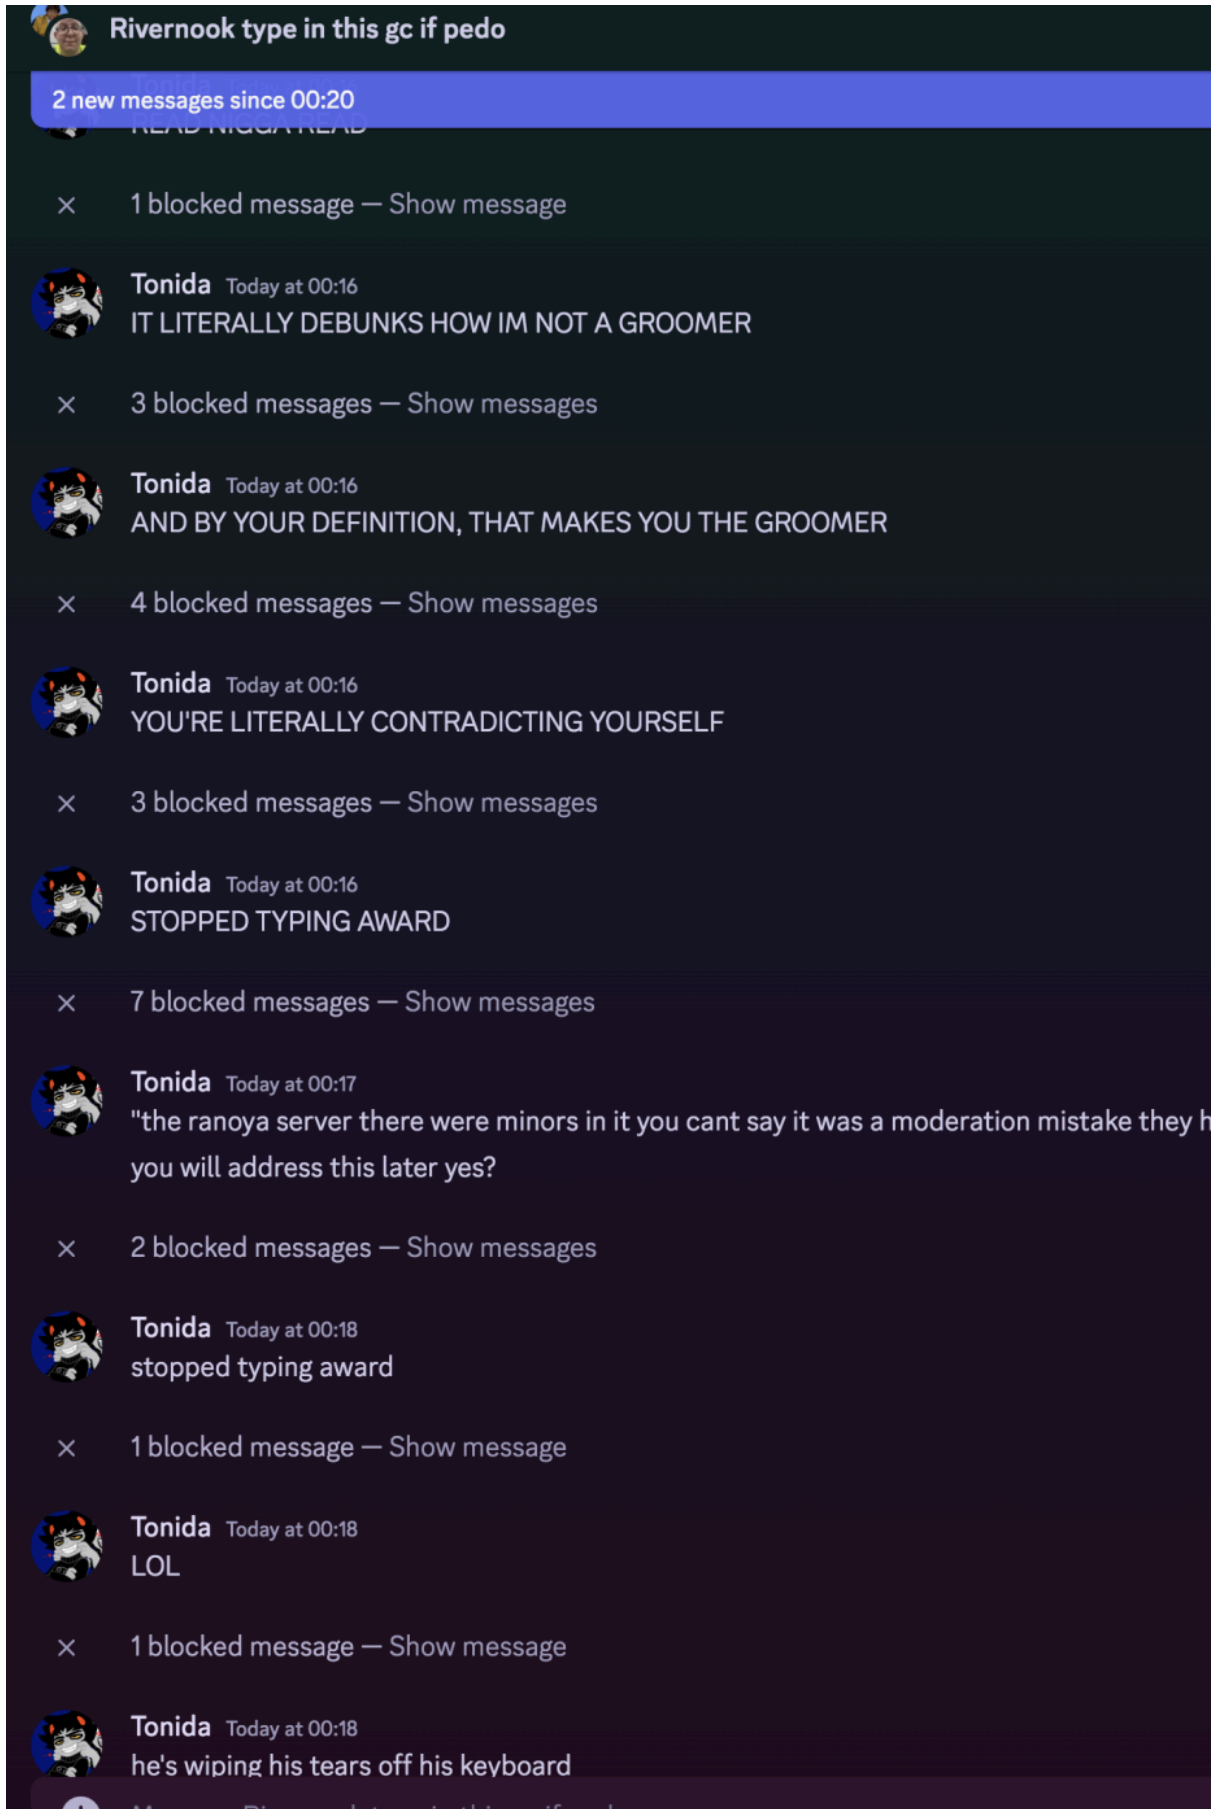 Rivernook type in this gc if pedo
2 new messages since 00:20
READ NIGGA READ
1 blocked message — Show message
Tonida Today at 00:16
IT LITERALLY DEBUNKS HOW IM NOT A GROOMER
3 blocked messages — Show messages
Tonida Today at 00:16
AND BY YOUR DEFINITION, THAT MAKES YOU THE GROOMER
4 blocked messages — Show messages
Tonida Today at 00:16
YOU'RE LITERALLY CONTRADICTING YOURSELF
3 blocked messages — Show messages
Tonida Today at 00:16
STOPPED TYPING AWARD
7 blocked messages — Show messages
Tonida Today at 00:17
"the ranoya server there were minors in it you cant say it was a moderation mistake they h
you will address this later yes?
2 blocked messages — Show messages
Tonida Today at 00:18
stopped typing award
1 blocked message — Show message
Tonida Today at 00:18
LOL
1 blocked message — Show message
Tonida Today at 00:18
he's wiping his tears off his keyboard